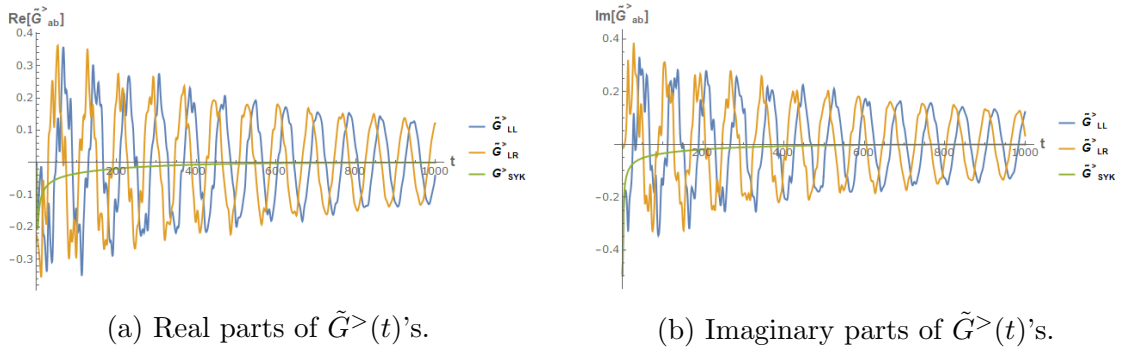 Re[G̃^>_ab]
0.4
0.3
0.2
0.1
-0.1
-0.2
-0.3
200
400
600
800
1000
t
G̃^>_LL
G̃^>_LR
G^>_SYK
(a) Real parts of G̃^>(t)'s.
Im[G̃^>_ab]
0.4
0.2
-0.2
-0.4
200
400
600
800
1000
t
G̃^>_LL
G̃^>_LR
G̃^>_SYK
(b) Imaginary parts of G̃^>(t)'s.